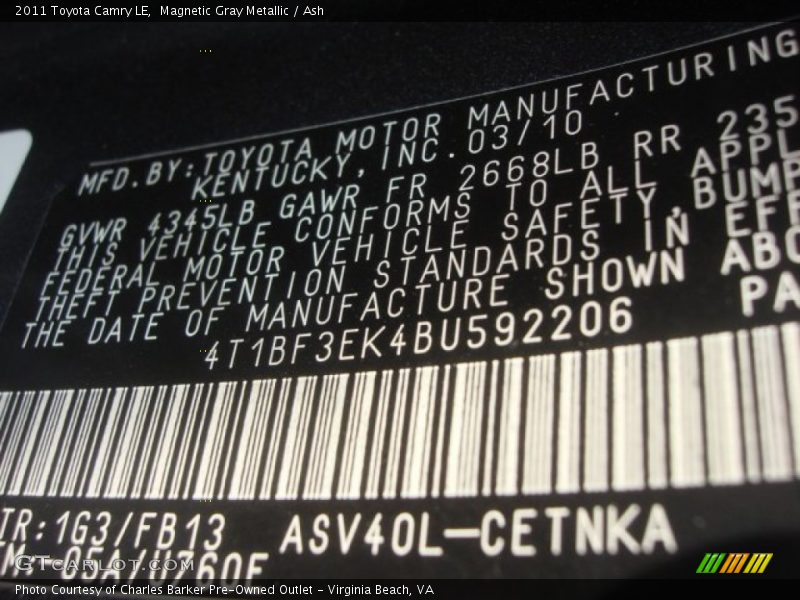 2011 Toyota Camry LE,  Magnetic Gray Metallic / Ash
MFD.BY:TOYOTA MOTOR MANUFACTURING
KENTUCKY,INC.03/10
GVWR 4345LB GAWR FR 2668LB RR 235
THIS VEHICLE CONFORMS TO ALL APPL
FEDERAL MOTOR VEHICLE SAFETY,BUMP
THEFT PREVENTION STANDARDS IN EFF
THE DATE OF MANUFACTURE SHOWN ABO
4T1BF3EK4BU592206 PA
TR:1G3/FB13 ASV40L-CETNKA
GTcarlot.com
Photo Courtesy of Charles Barker Pre-Owned Outlet - Virginia Beach, VA